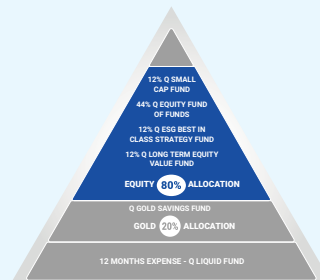 12% Q SMALL
CAP FUND
44% Q EQUITY FUND
OF FUNDS
12% Q ESG BEST IN
CLASS STRATEGY FUND
12% Q LONG TERM EQUITY
VALUE FUND
EQUITY 80% ALLOCATION
Q GOLD SAVINGS FUND
GOLD 20% ALLOCATION
12 MONTHS EXPENSE - Q LIQUID FUND